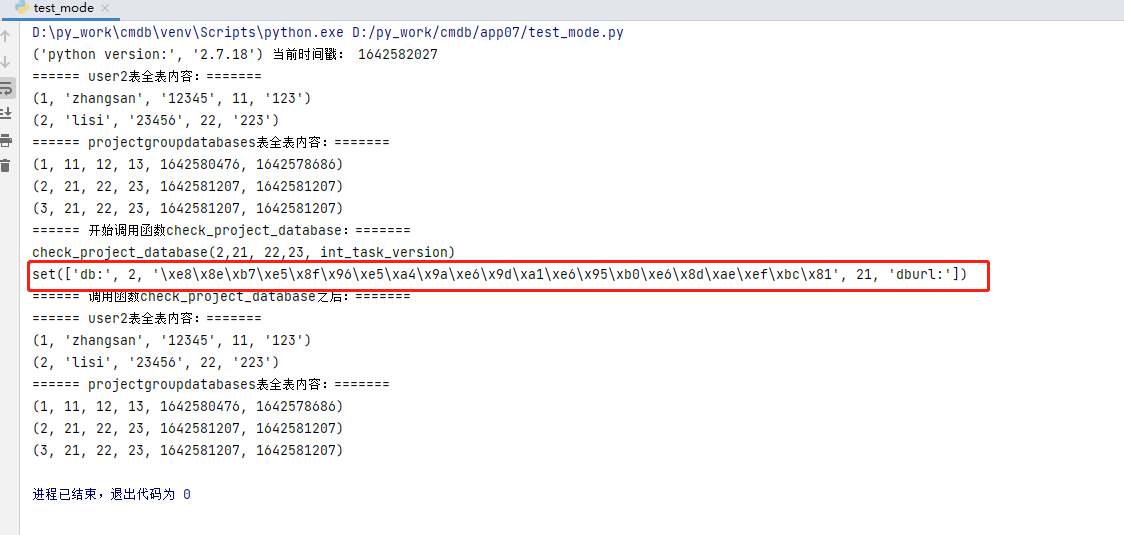 test_mode
D:\py_work\cmdb\venv\Scripts\python.exe D:/py_work/cmdb/app07/test_mode.py
('python version:', '2.7.18') 当前时间戳： 1642582027
====== user2表全表内容：=======
(1, 'zhangsan', '12345', 11, '123')
(2, 'lisi', '23456', 22, '223')
====== projectgroupdatabases表全表内容：=======
(1, 11, 12, 13, 1642580476, 1642578686)
(2, 21, 22, 23, 1642581207, 1642581207)
(3, 21, 22, 23, 1642581207, 1642581207)
====== 开始调用函数check_project_database：=======
check_project_database(2,21, 22,23, int_task_version)
set(['db:', 2, '\xe8\x8e\xb7\xe5\x8f\x96\xe5\xa4\x9a\xe6\x9d\xa1\xe6\x95\xb0\xe6\x8d\xae\xef\xbc\x81', 21, 'dburl:'])
====== 调用函数check_project_database之后：=======
====== user2表全表内容：=======
(1, 'zhangsan', '12345', 11, '123')
(2, 'lisi', '23456', 22, '223')
====== projectgroupdatabases表全表内容：=======
(1, 11, 12, 13, 1642580476, 1642578686)
(2, 21, 22, 23, 1642581207, 1642581207)
(3, 21, 22, 23, 1642581207, 1642581207)
进程已结束，退出代码为 0